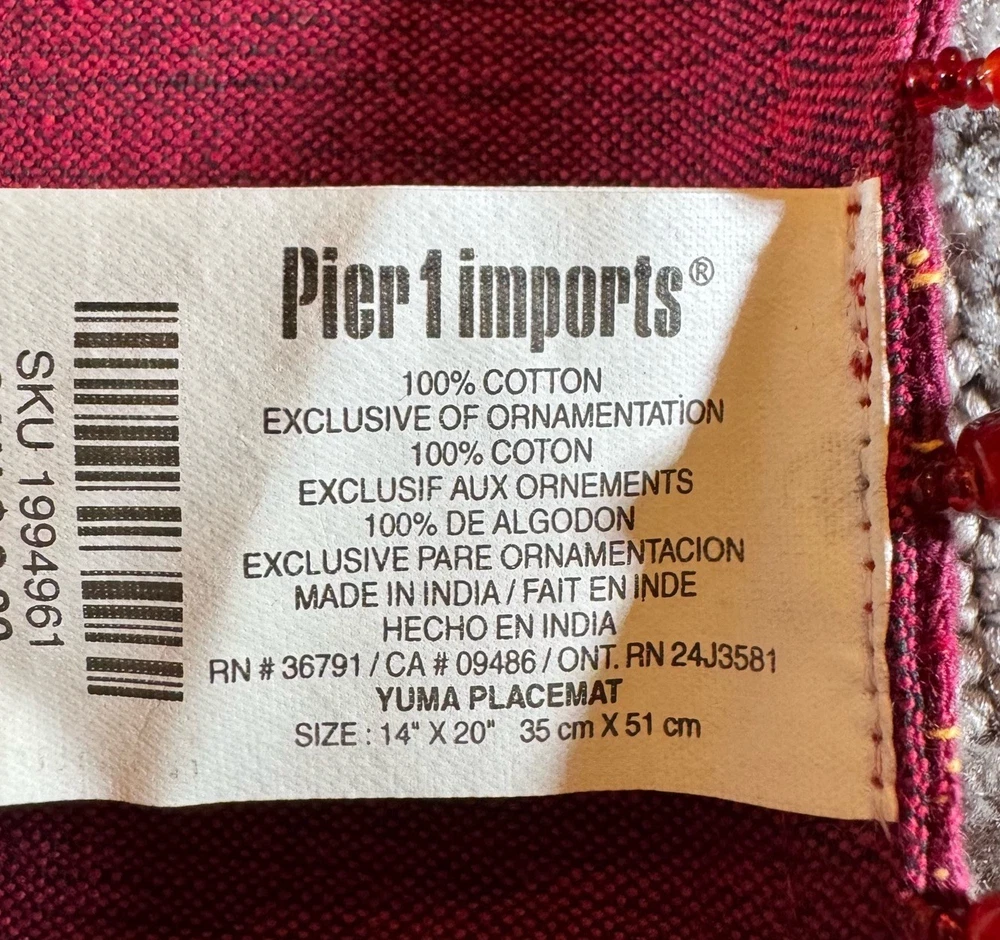 Pier 1 imports®
100% COTTON
EXCLUSIVE OF ORNAMENTATION
100% COTON
EXCLUSIF AUX ORNEMENTS
100% DE ALGODON
EXCLUSIVE PARE ORNAMENTACION
MADE IN INDIA / FAIT EN INDE
HECHO EN INDIA
RN # 36791 / CA # 09486 / ONT. RN 24J3581
YUMA PLACEMAT
SIZE : 14" X 20" 35 cm X 51 cm
SKU 1994961